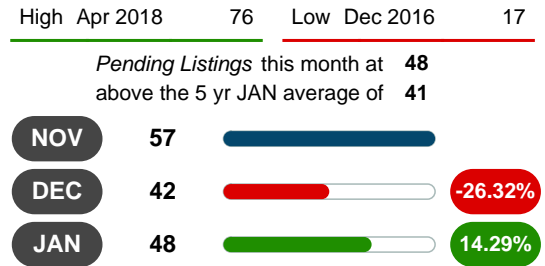 High Apr 2018 76 Low Dec 2016 17
Pending Listings this month at 48
above the 5 yr JAN average of 41
NOV 57
DEC 42 -26.32%
JAN 48 14.29%